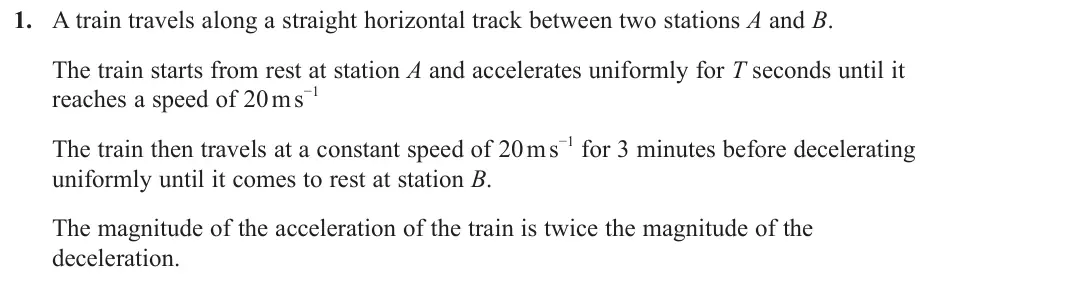 1. A train travels along a straight horizontal track between two stations A and B.
The train starts from rest at station A and accelerates uniformly for T seconds until it
reaches a speed of 20 m s⁻¹
The train then travels at a constant speed of 20 m s⁻¹ for 3 minutes before decelerating
uniformly until it comes to rest at station B.
The magnitude of the acceleration of the train is twice the magnitude of the
deceleration.